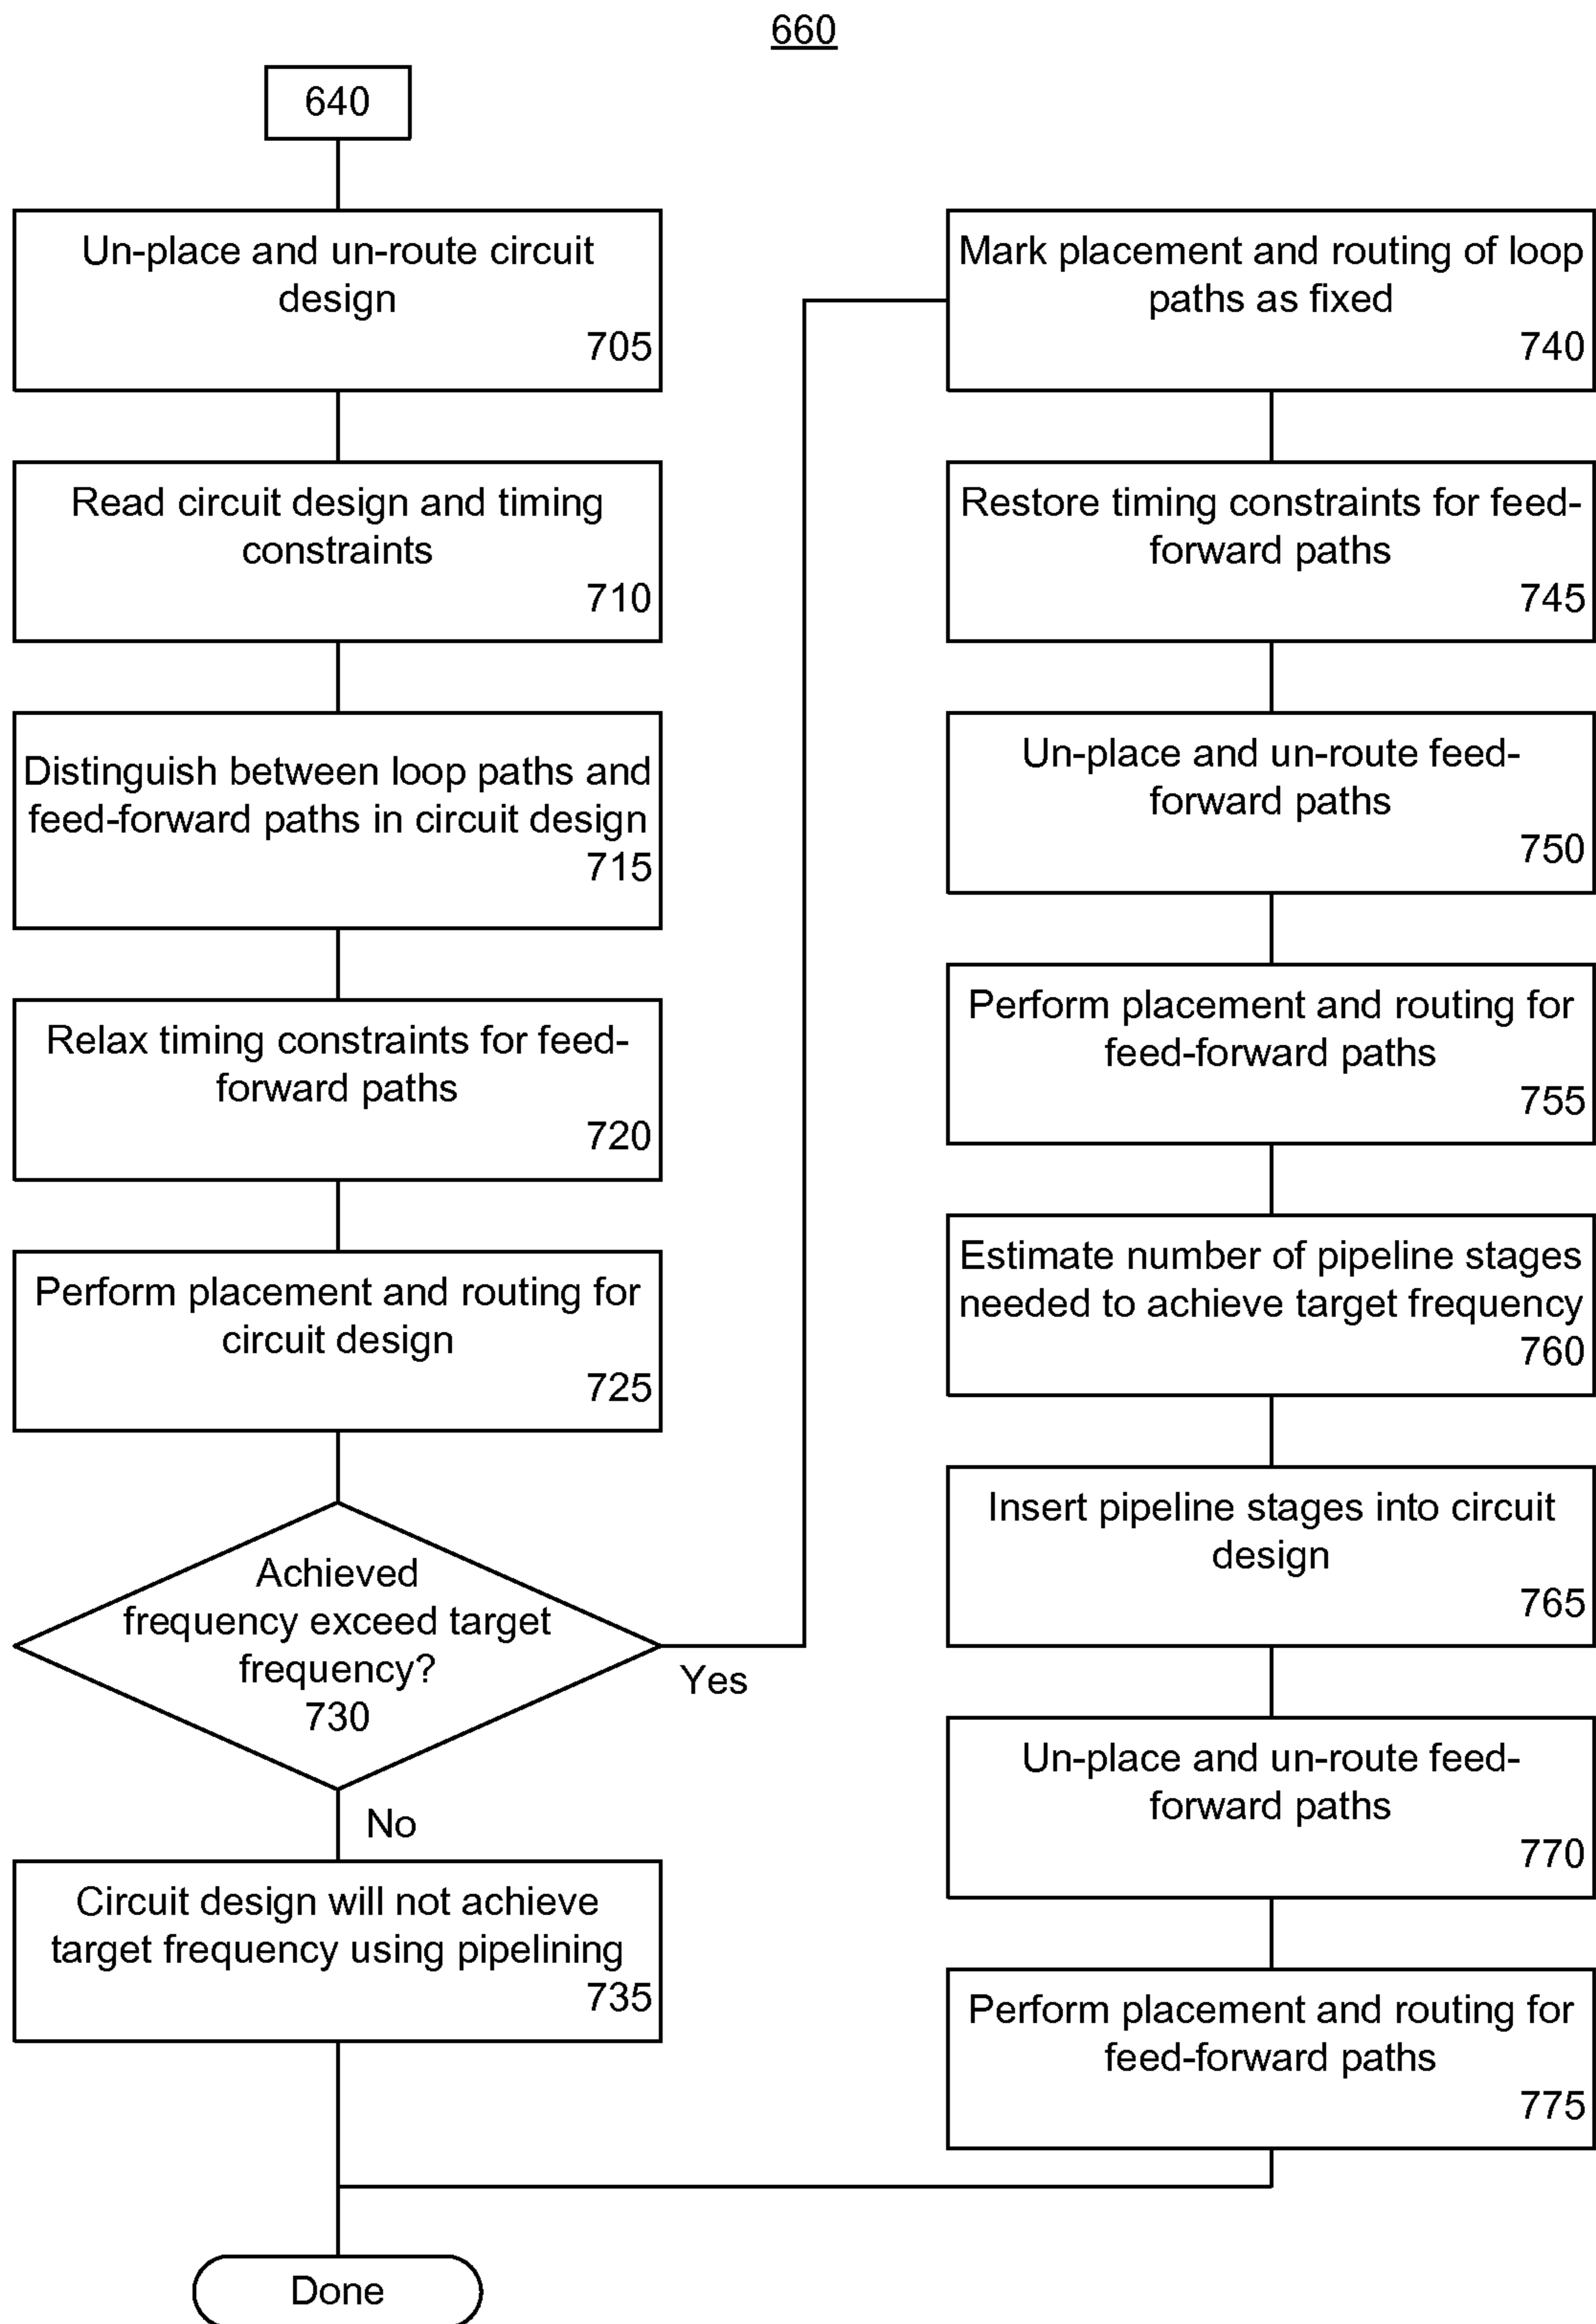 660
640
Un-place and un-route circuit
design
705
Read circuit design and timing
constraints
710
Distinguish between loop paths and
feed-forward paths in circuit design
715
Relax timing constraints for feed-
forward paths
720
Perform placement and routing for
circuit design
725
Achieved
frequency exceed target
frequency?
730
Yes
No
Circuit design will not achieve
target frequency using pipelining
735
Mark placement and routing of loop
paths as fixed
740
Restore timing constraints for feed-
forward paths
745
Un-place and un-route feed-
forward paths
750
Perform placement and routing for
feed-forward paths
755
Estimate number of pipeline stages
needed to achieve target frequency
760
Insert pipeline stages into circuit
design
765
Un-place and un-route feed-
forward paths
770
Perform placement and routing for
feed-forward paths
775
Done